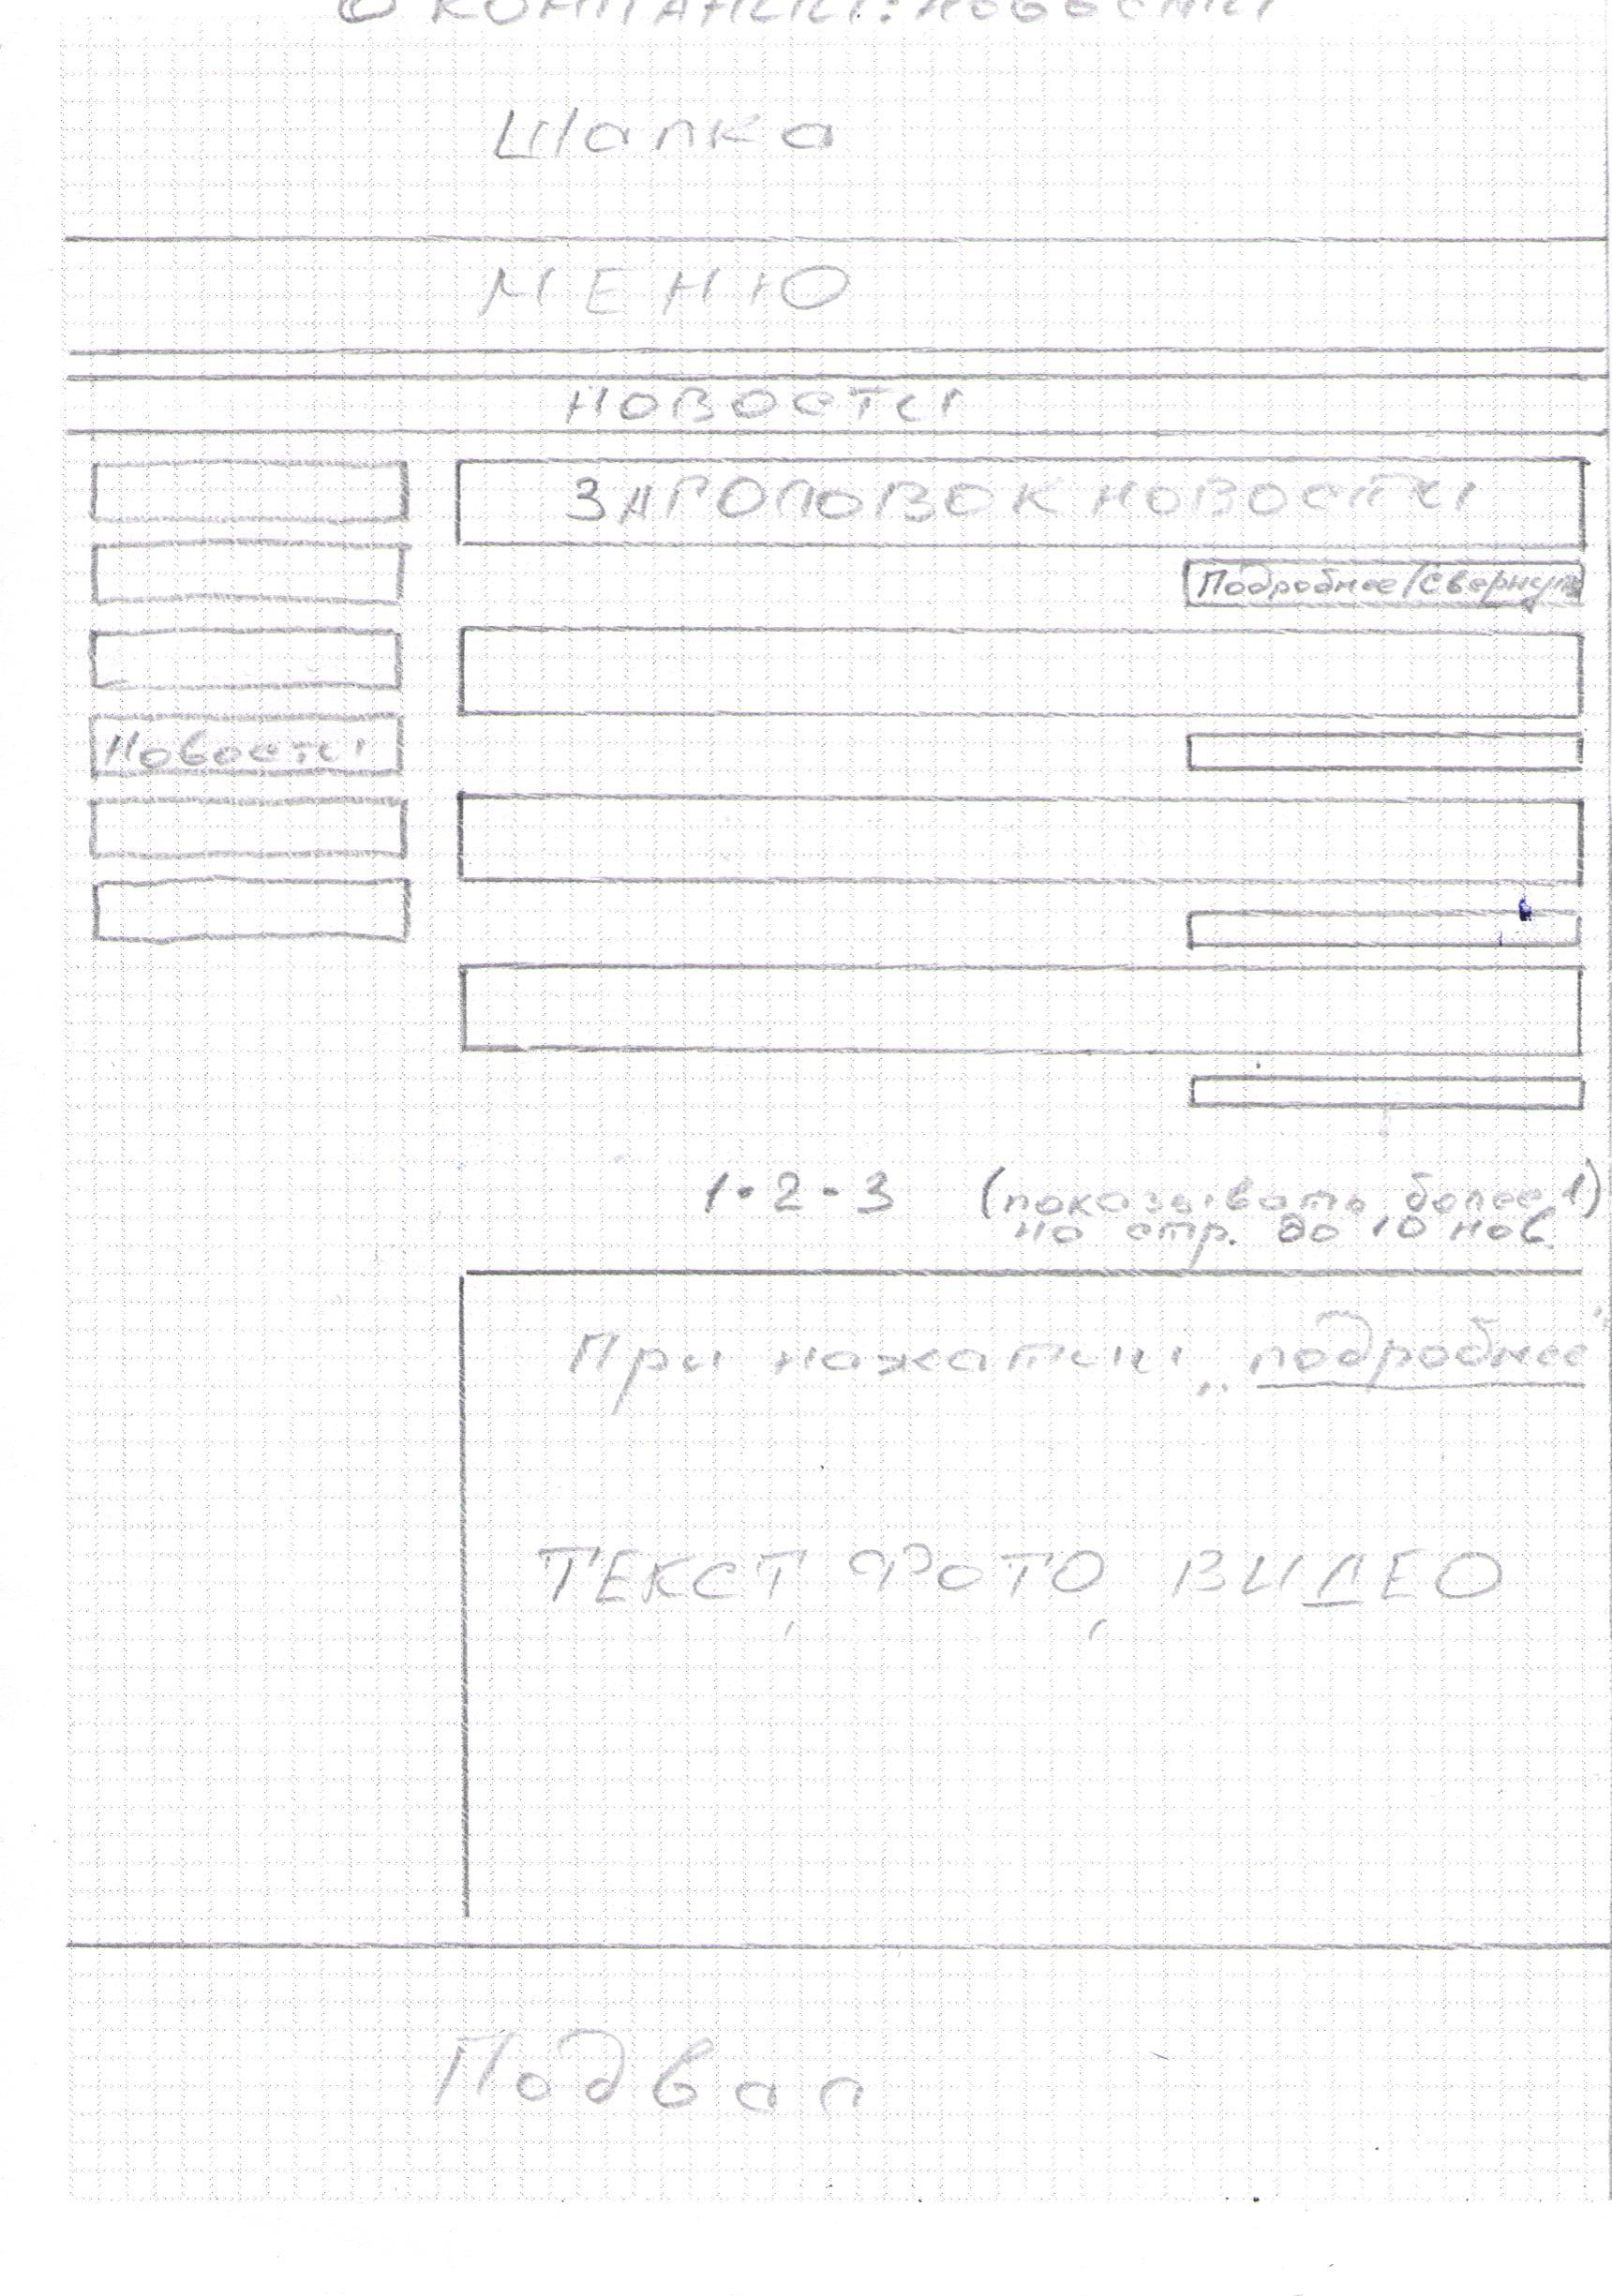 О КОМПАНИИ: новости
Шапка
МЕНЮ
НОВОСТИ
ЗАГОЛОВОК НОВОСТИ
Подробнее/свернуть
Новости
1 • 2 • 3 (показывать более 1)
на стр. до 10 нов
При нажатии „подробнее“
ТЕКСТ, ФОТО, ВИДЕО
Подвал